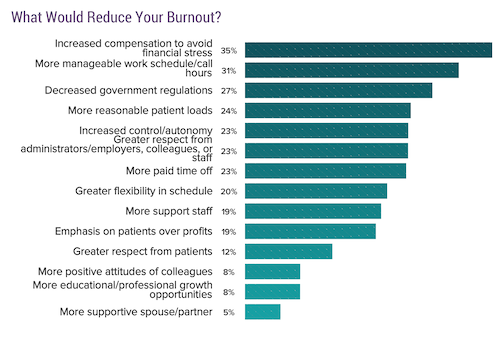 What Would Reduce Your Burnout?
Increased compensation to avoid
financial stress 35%
More manageable work schedule/call
hours 31%
Decreased government regulations 27%
More reasonable patient loads 24%
Increased control/autonomy 23%
Greater respect from
administrators/employers, colleagues, or
staff 23%
More paid time off 23%
Greater flexibility in schedule 20%
More support staff 19%
Emphasis on patients over profits 19%
Greater respect from patients 12%
More positive attitudes of colleagues 8%
More educational/professional growth
opportunities 8%
More supportive spouse/partner 5%